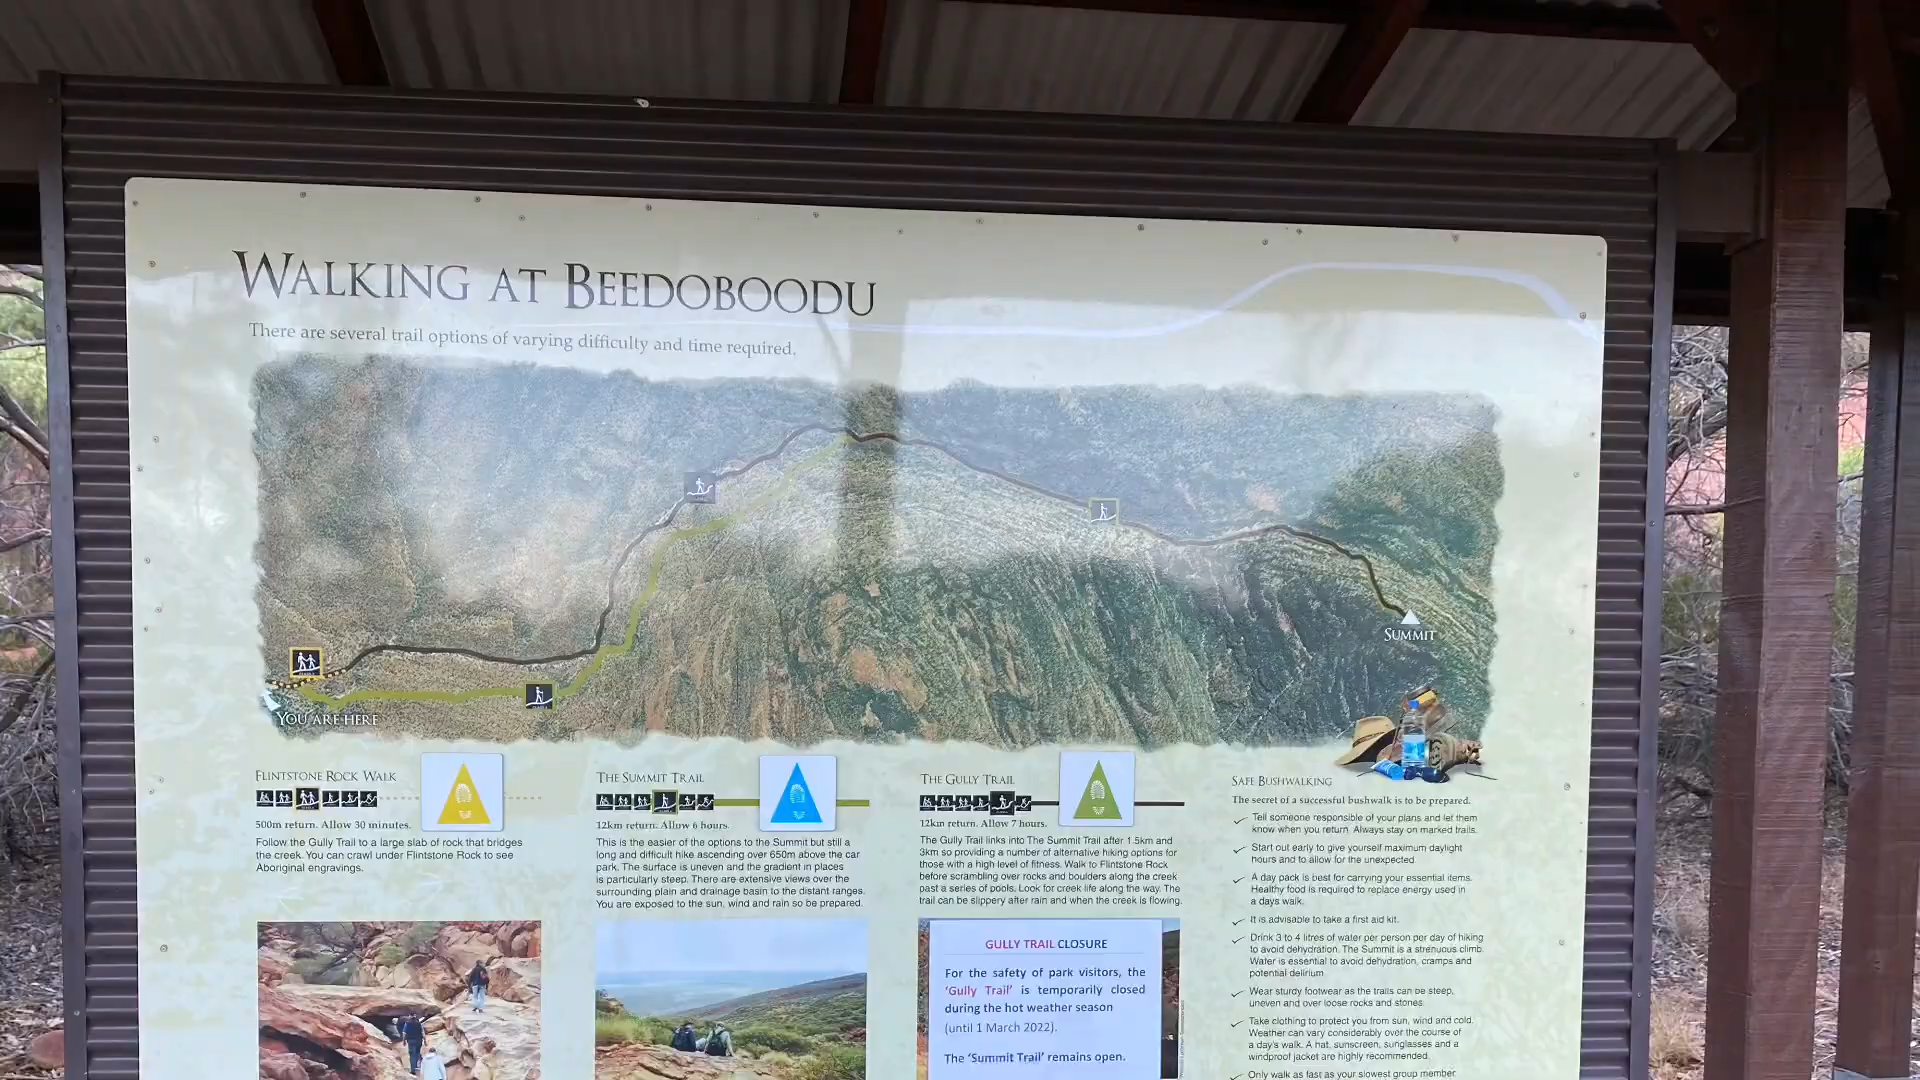 WALKING AT BEEDOBOODU
There are several trail options of varying difficulty and time required.
SUMMIT
YOU ARE HERE
FLINTSTONE ROCK WALK
500m return. Allow 30 minutes.
Follow the Gully Trail to a large slab of rock that bridges
the creek. You can crawl under Flintstone Rock to see
Aboriginal engravings.
THE SUMMIT TRAIL
12km return. Allow 6 hours.
This is the easier of the options to the Summit but still a
long and difficult hike ascending over 650m above the car
park. The surface is uneven and the gradient in places
is particularly steep. There are extensive views over the
surrounding plain and drainage basin to the distant ranges.
You are exposed to the sun, wind and rain so be prepared.
THE GULLY TRAIL
12km return. Allow 7 hours.
The Gully Trail links into The Summit Trail after 1.5km and
3km so providing a number of alternative hiking options for
those with a high level of fitness. Walk to Flintstone Rock
before scrambling over rocks and boulders along the creek
past a series of pools. Look for creek life along the way. The
trail can be slippery after rain and when the creek is flowing.
GULLY TRAIL CLOSURE
For the safety of park visitors, the
'Gully Trail' is temporarily closed
during the hot weather season
(until 1 March 2022).
The 'Summit Trail' remains open.
SAFE BUSHWALKING
The secret of a successful bushwalk is to be prepared.
Tell someone responsible of your plans and let them
know when you return. Always stay on marked trails.
Start out early to give yourself maximum daylight
hours and to allow for the unexpected.
A day pack is best for carrying your essential items.
Healthy food is required to replace energy used in
a days walk.
It is advisable to take a first aid kit.
Drink 3 to 4 litres of water per person per day of hiking
to avoid dehydration. The Summit is a strenuous climb.
Water is essential to avoid dehydration, cramps and
potential delirium.
Wear sturdy footwear as the trails can be steep,
uneven and over loose rocks and stones.
Take clothing to protect you from sun, wind and cold.
Weather can vary considerably over the course of
a day's walk. A hat, sunscreen, sunglasses and a
windproof jacket are highly recommended.
Only walk as fast as your slowest group member